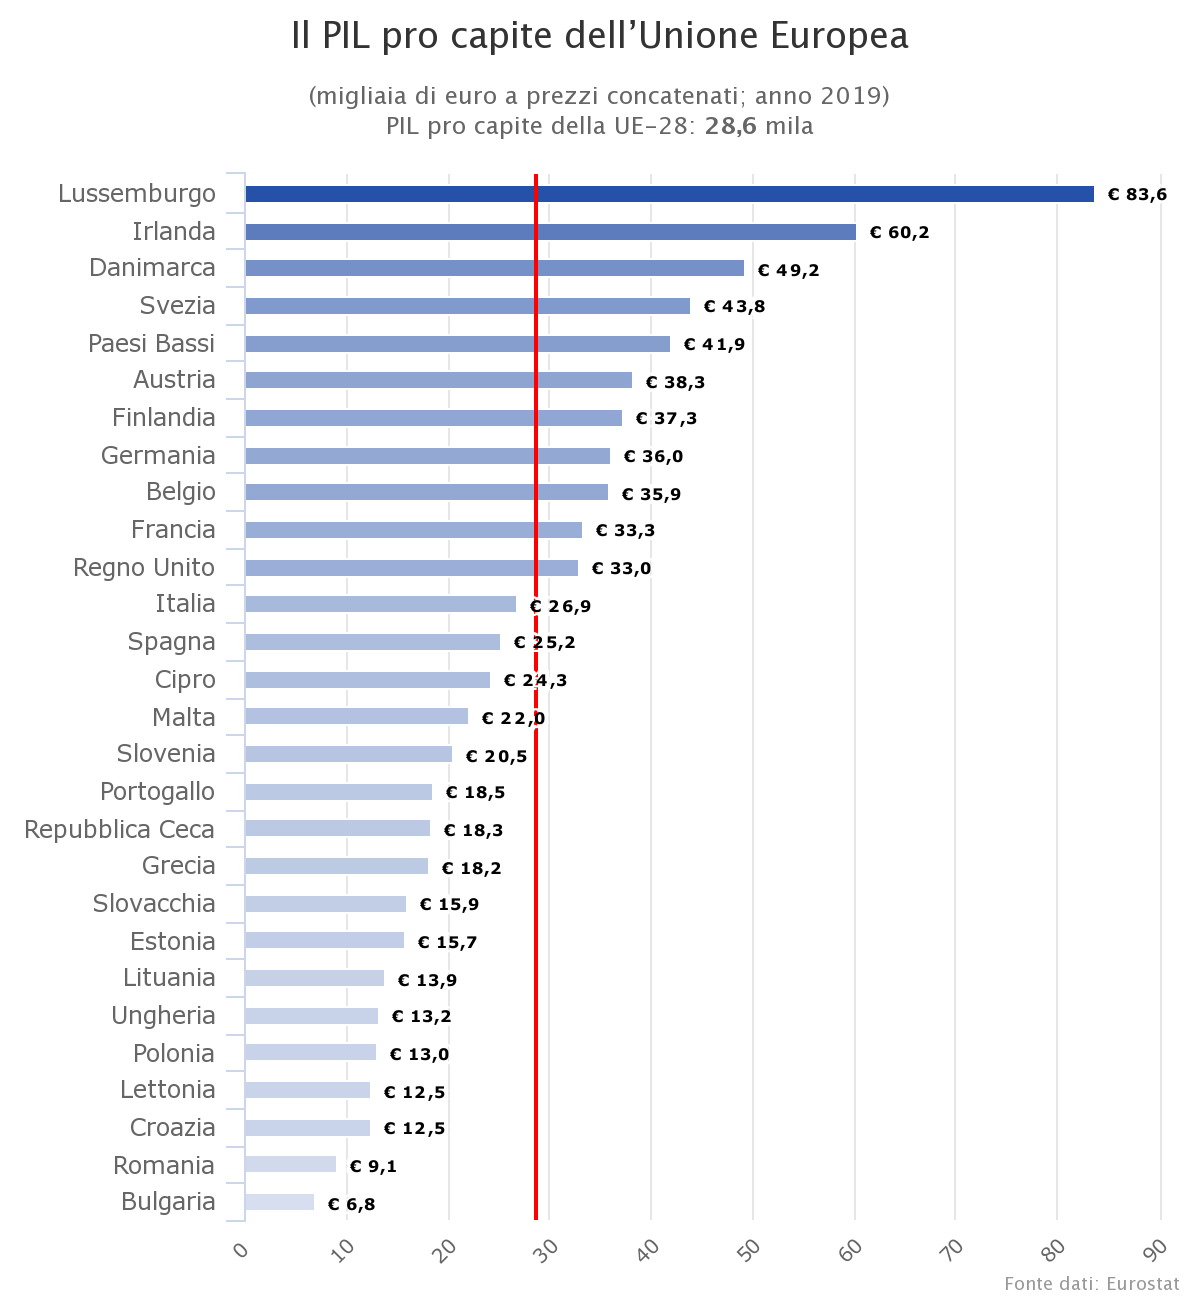 Il PIL pro capite dell’Unione Europea
(migliaia di euro a prezzi concatenati; anno 2019)
PIL pro capite della UE-28: 28,6 mila
Lussemburgo € 83,6
Irlanda € 60,2
Danimarca € 49,2
Svezia € 43,8
Paesi Bassi € 41,9
Austria € 38,3
Finlandia € 37,3
Germania € 36,0
Belgio € 35,9
Francia € 33,3
Regno Unito € 33,0
Italia € 26,9
Spagna € 25,2
Cipro € 24,3
Malta € 22,0
Slovenia € 20,5
Portogallo € 18,5
Repubblica Ceca € 18,3
Grecia € 18,2
Slovacchia € 15,9
Estonia € 15,7
Lituania € 13,9
Ungheria € 13,2
Polonia € 13,0
Lettonia € 12,5
Croazia € 12,5
Romania € 9,1
Bulgaria € 6,8
0 10 20 30 40 50 60 70 80 90
Fonte dati: Eurostat